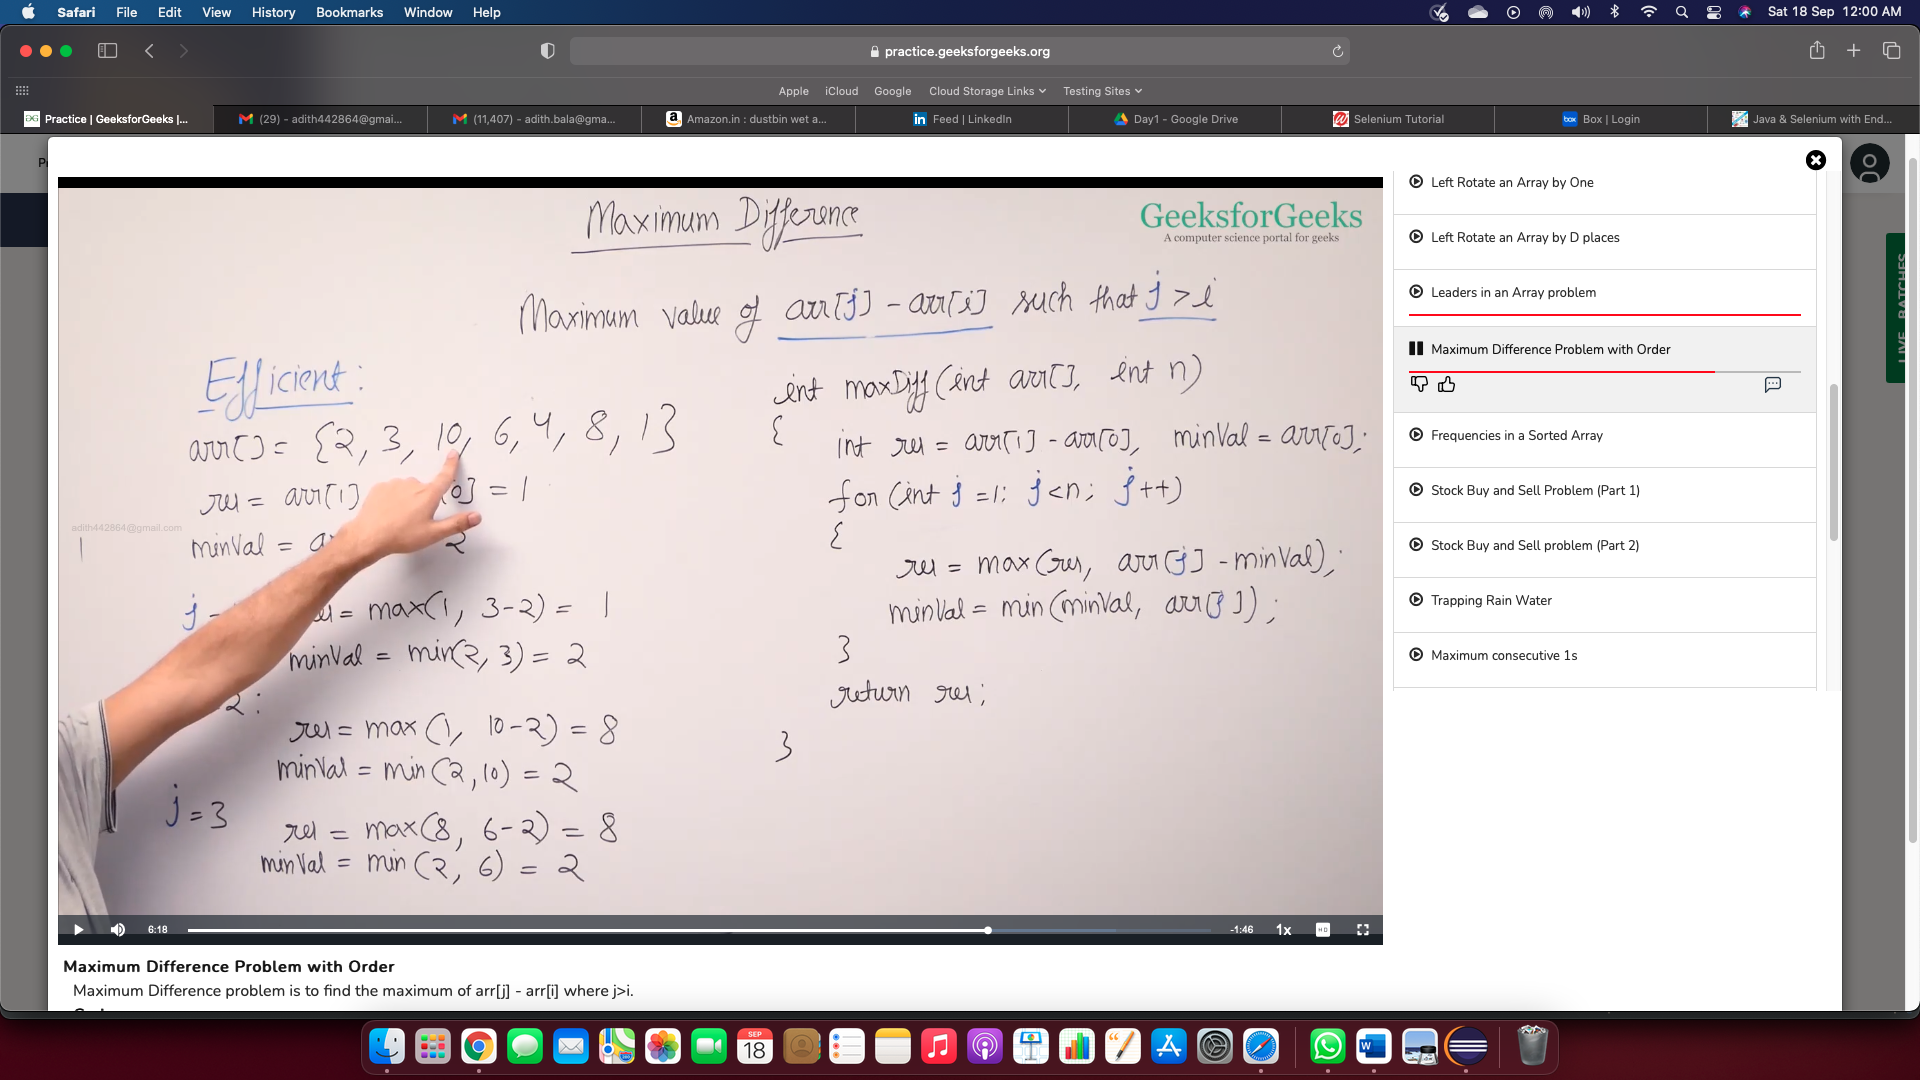 Safari File Edit View History Bookmarks Window Help Sat 18 Sep 12:00 AM
practice.geeksforgeeks.org
Apple iCloud Google Cloud Storage Links Testing Sites
Practice | GeeksforGeeks |... (29) - adith442864@gmai... (11,407) - adith.bala@gma... Amazon.in : dustbin wet a... Feed | LinkedIn Day1 - Google Drive Selenium Tutorial Box | Login Java & Selenium with End...
Maximum Difference
GeeksforGeeks
A computer science portal for geeks
Maximum value of arr[j] - arr[i] such that j > i
Efficient:
arr[] = {2, 3, 10, 6, 4, 8, 1}
res = arr[1] [0] = 1
adith442864@gmail.com
minVal = a 2
j = res = max(1, 3-2) = 1
minVal = min(2, 3) = 2
2:
res = max (1, 10-2) = 8
minVal = min(2,10) = 2
j = 3
res = max(8, 6-2) = 8
minVal = min (2, 6) = 2
int maxDiff(int arr[], int n)
{
int res = arr[1] - arr[0], minVal = arr[0];
for (int j =1; j<n; j++)
{
res = max(res, arr[j] - minVal);
minVal = min(minVal, arr[j]);
}
return res;
}
6:18 -1:46 1x HD
Maximum Difference Problem with Order
Maximum Difference problem is to find the maximum of arr[j] - arr[i] where j>i.
Left Rotate an Array by One
Left Rotate an Array by D places
Leaders in an Array problem
Maximum Difference Problem with Order
Frequencies in a Sorted Array
Stock Buy and Sell Problem (Part 1)
Stock Buy and Sell problem (Part 2)
Trapping Rain Water
Maximum consecutive 1s
LIVE BATCHES
SEP
18